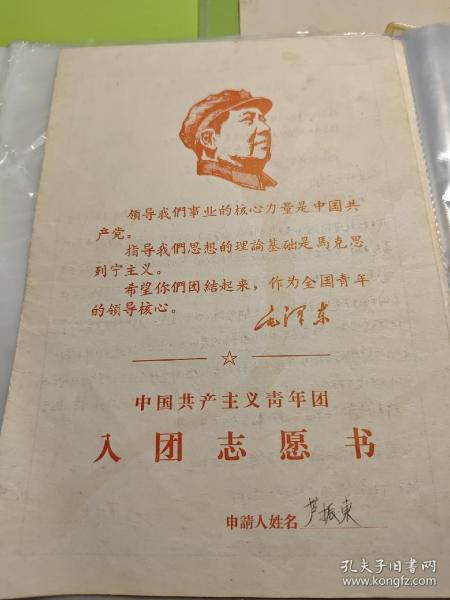 领导我們事业的核心力量是中国共
产党。
指导我們思想的理論基础是馬克思
列宁主义。
希望你們团結起来，作为全国青年
的领导核心。
毛泽东
中国共产主义青年团
入团志愿书
申請人姓名 芦振東
孔夫子旧书网
www.kongfz.com